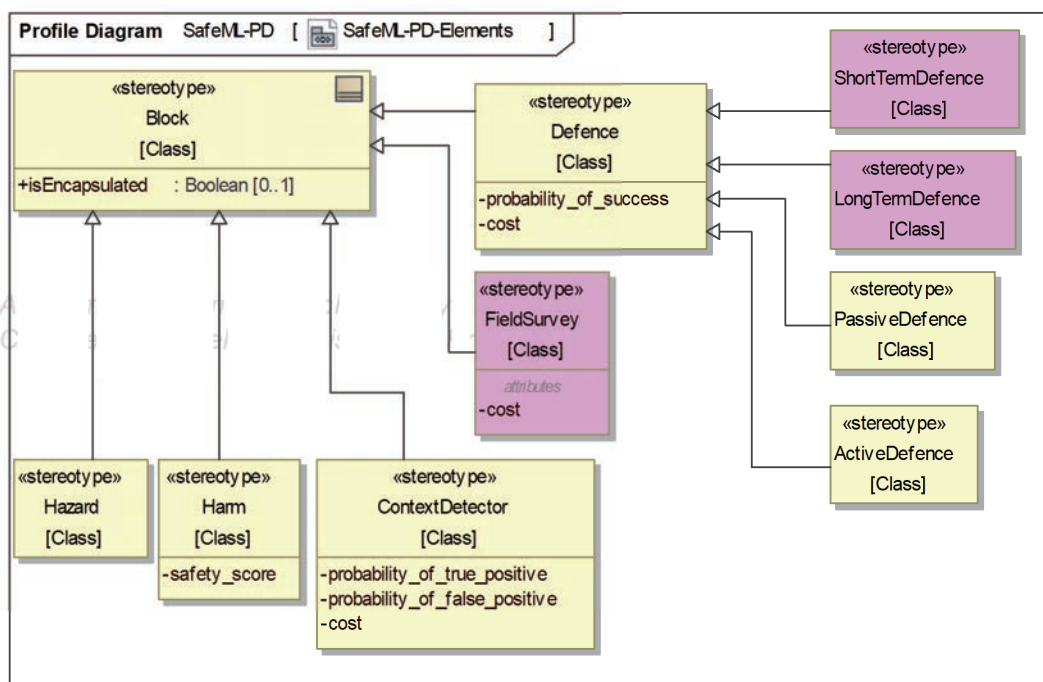 Profile Diagram SafeML-PD [ SafeML-PD-Elements ]
«stereotype»
Block
[Class]
+isEncapsulated : Boolean [0..1]
«stereotype»
Defence
[Class]
-probability_of_success
-cost
«stereotype»
ShortTermDefence
[Class]
«stereotype»
LongTermDefence
[Class]
«stereotype»
PassiveDefence
[Class]
«stereotype»
ActiveDefence
[Class]
«stereotype»
FieldSurvey
[Class]
attributes
-cost
«stereotype»
Hazard
[Class]
«stereotype»
Harm
[Class]
-safety_score
«stereotype»
ContextDetector
[Class]
-probability_of_true_positive
-probability_of_false_positive
-cost